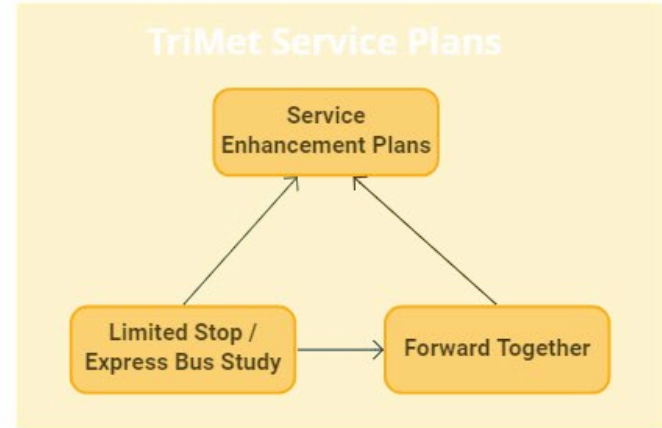 TriMet Service Plans
Service
Enhancement Plans
Limited Stop /
Express Bus Study
Forward Together